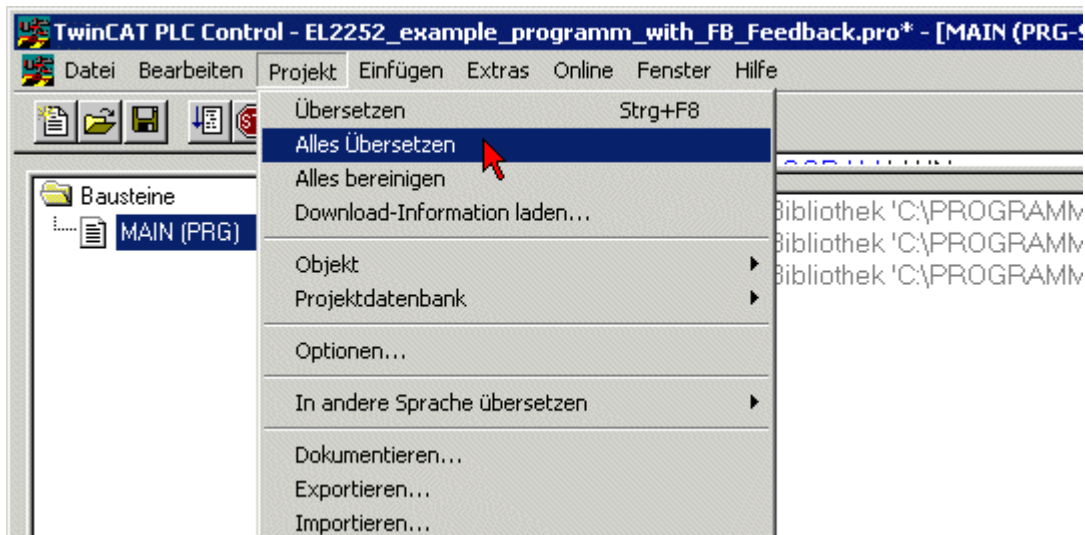 TwinCAT PLC Control - EL2252_example_programm_with_FB_Feedback.pro* - [MAIN (PRG-
Datei Bearbeiten Projekt Einfügen Extras Online Fenster Hilfe
Übersetzen Strg+F8
Alles Übersetzen
Alles bereinigen
Download-Information laden...
Objekt
Projektdatenbank
Optionen...
In andere Sprache übersetzen
Dokumentieren...
Exportieren...
Importieren...
Bausteine
MAIN (PRG)
Bibliothek 'C:\PROGRAMM
Bibliothek 'C:\PROGRAMM
Bibliothek 'C:\PROGRAMM